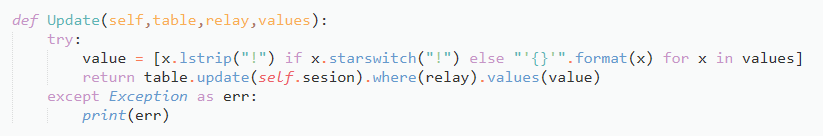 def Update(self,table,relay,values):
    try:
        value = [x.lstrip("!") if x.starswitch("!") else "'{}'".format(x) for x in values]
        return table.update(self.sesion).where(relay).values(value)
    except Exception as err:
        print(err)